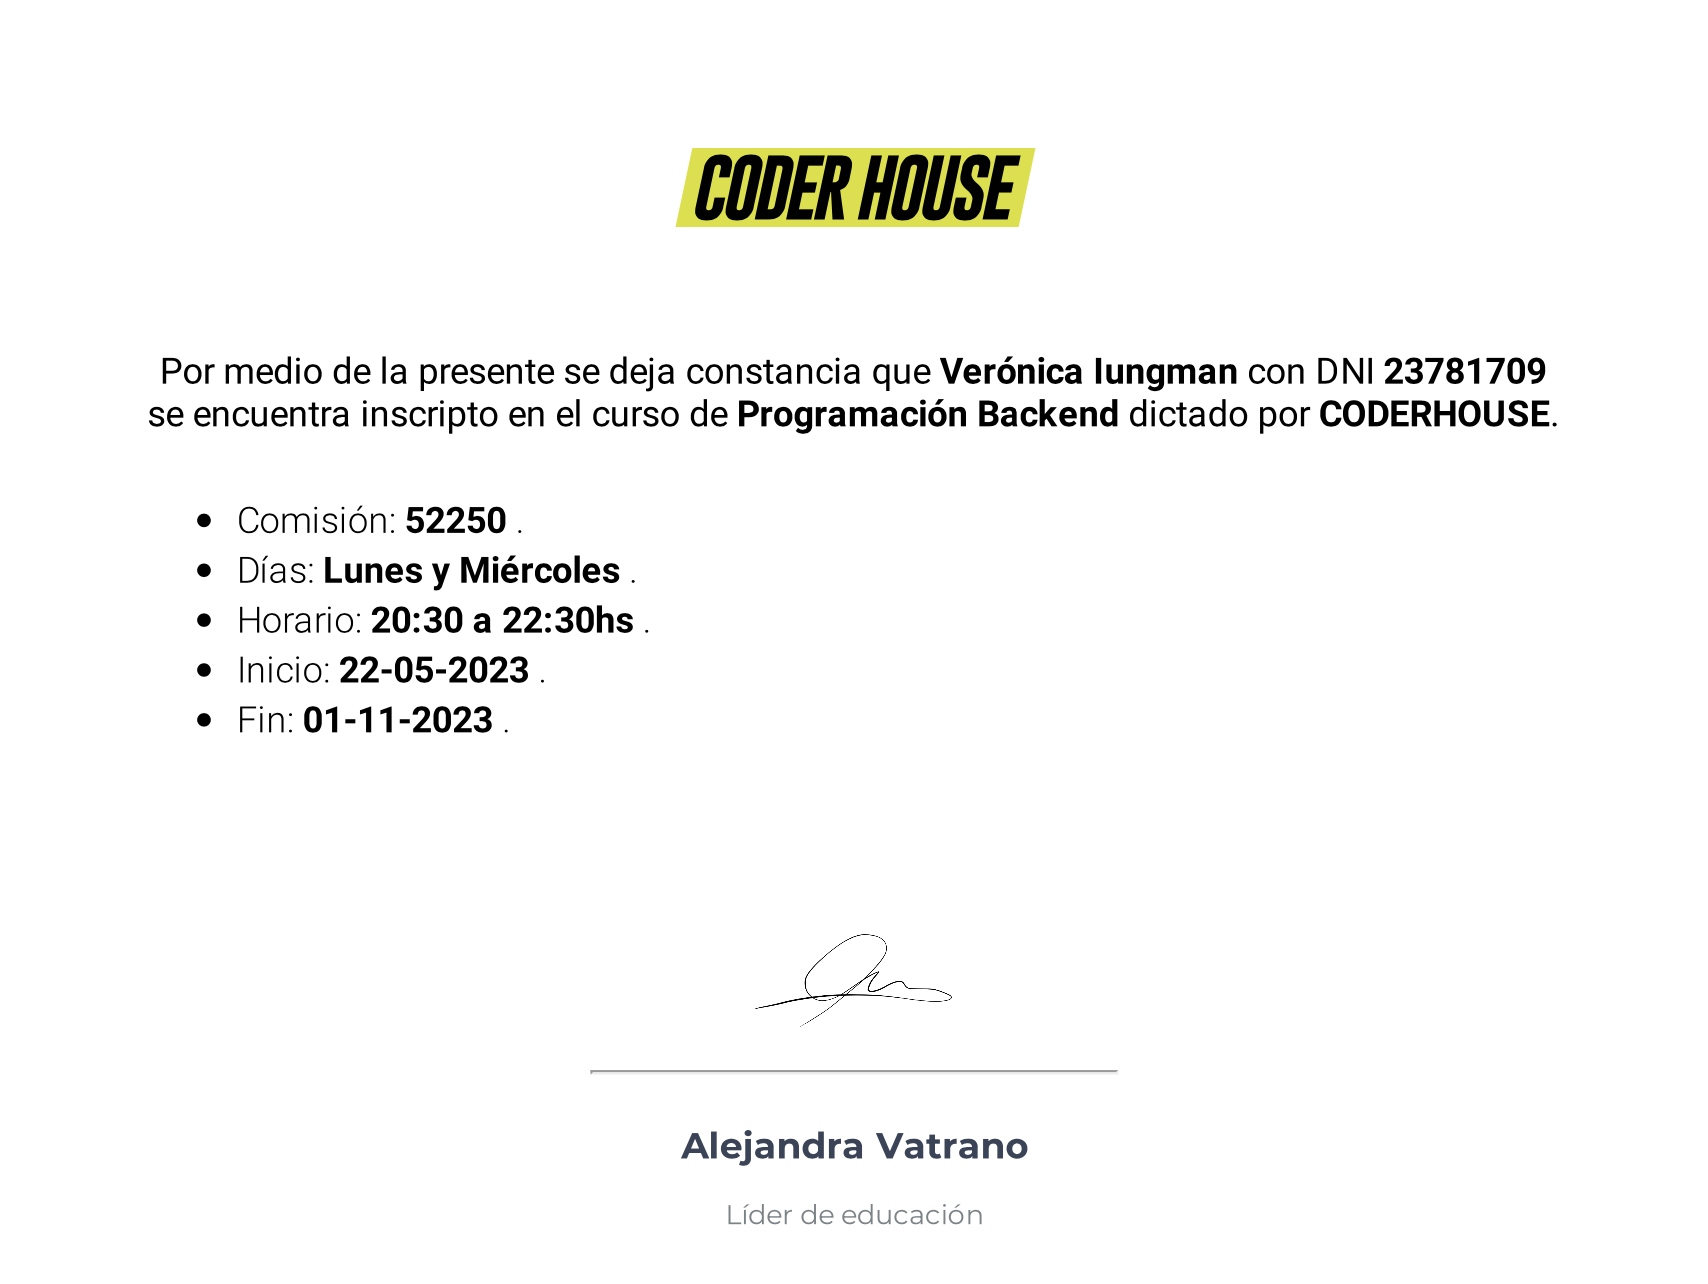 CODER HOUSE
Por medio de la presente se deja constancia que Verónica Iungman con DNI 23781709
se encuentra inscripto en el curso de Programación Backend dictado por CODERHOUSE.
• Comisión: 52250 .
• Días: Lunes y Miércoles .
• Horario: 20:30 a 22:30hs .
• Inicio: 22-05-2023 .
• Fin: 01-11-2023 .
Alejandra Vatrano
Líder de educación